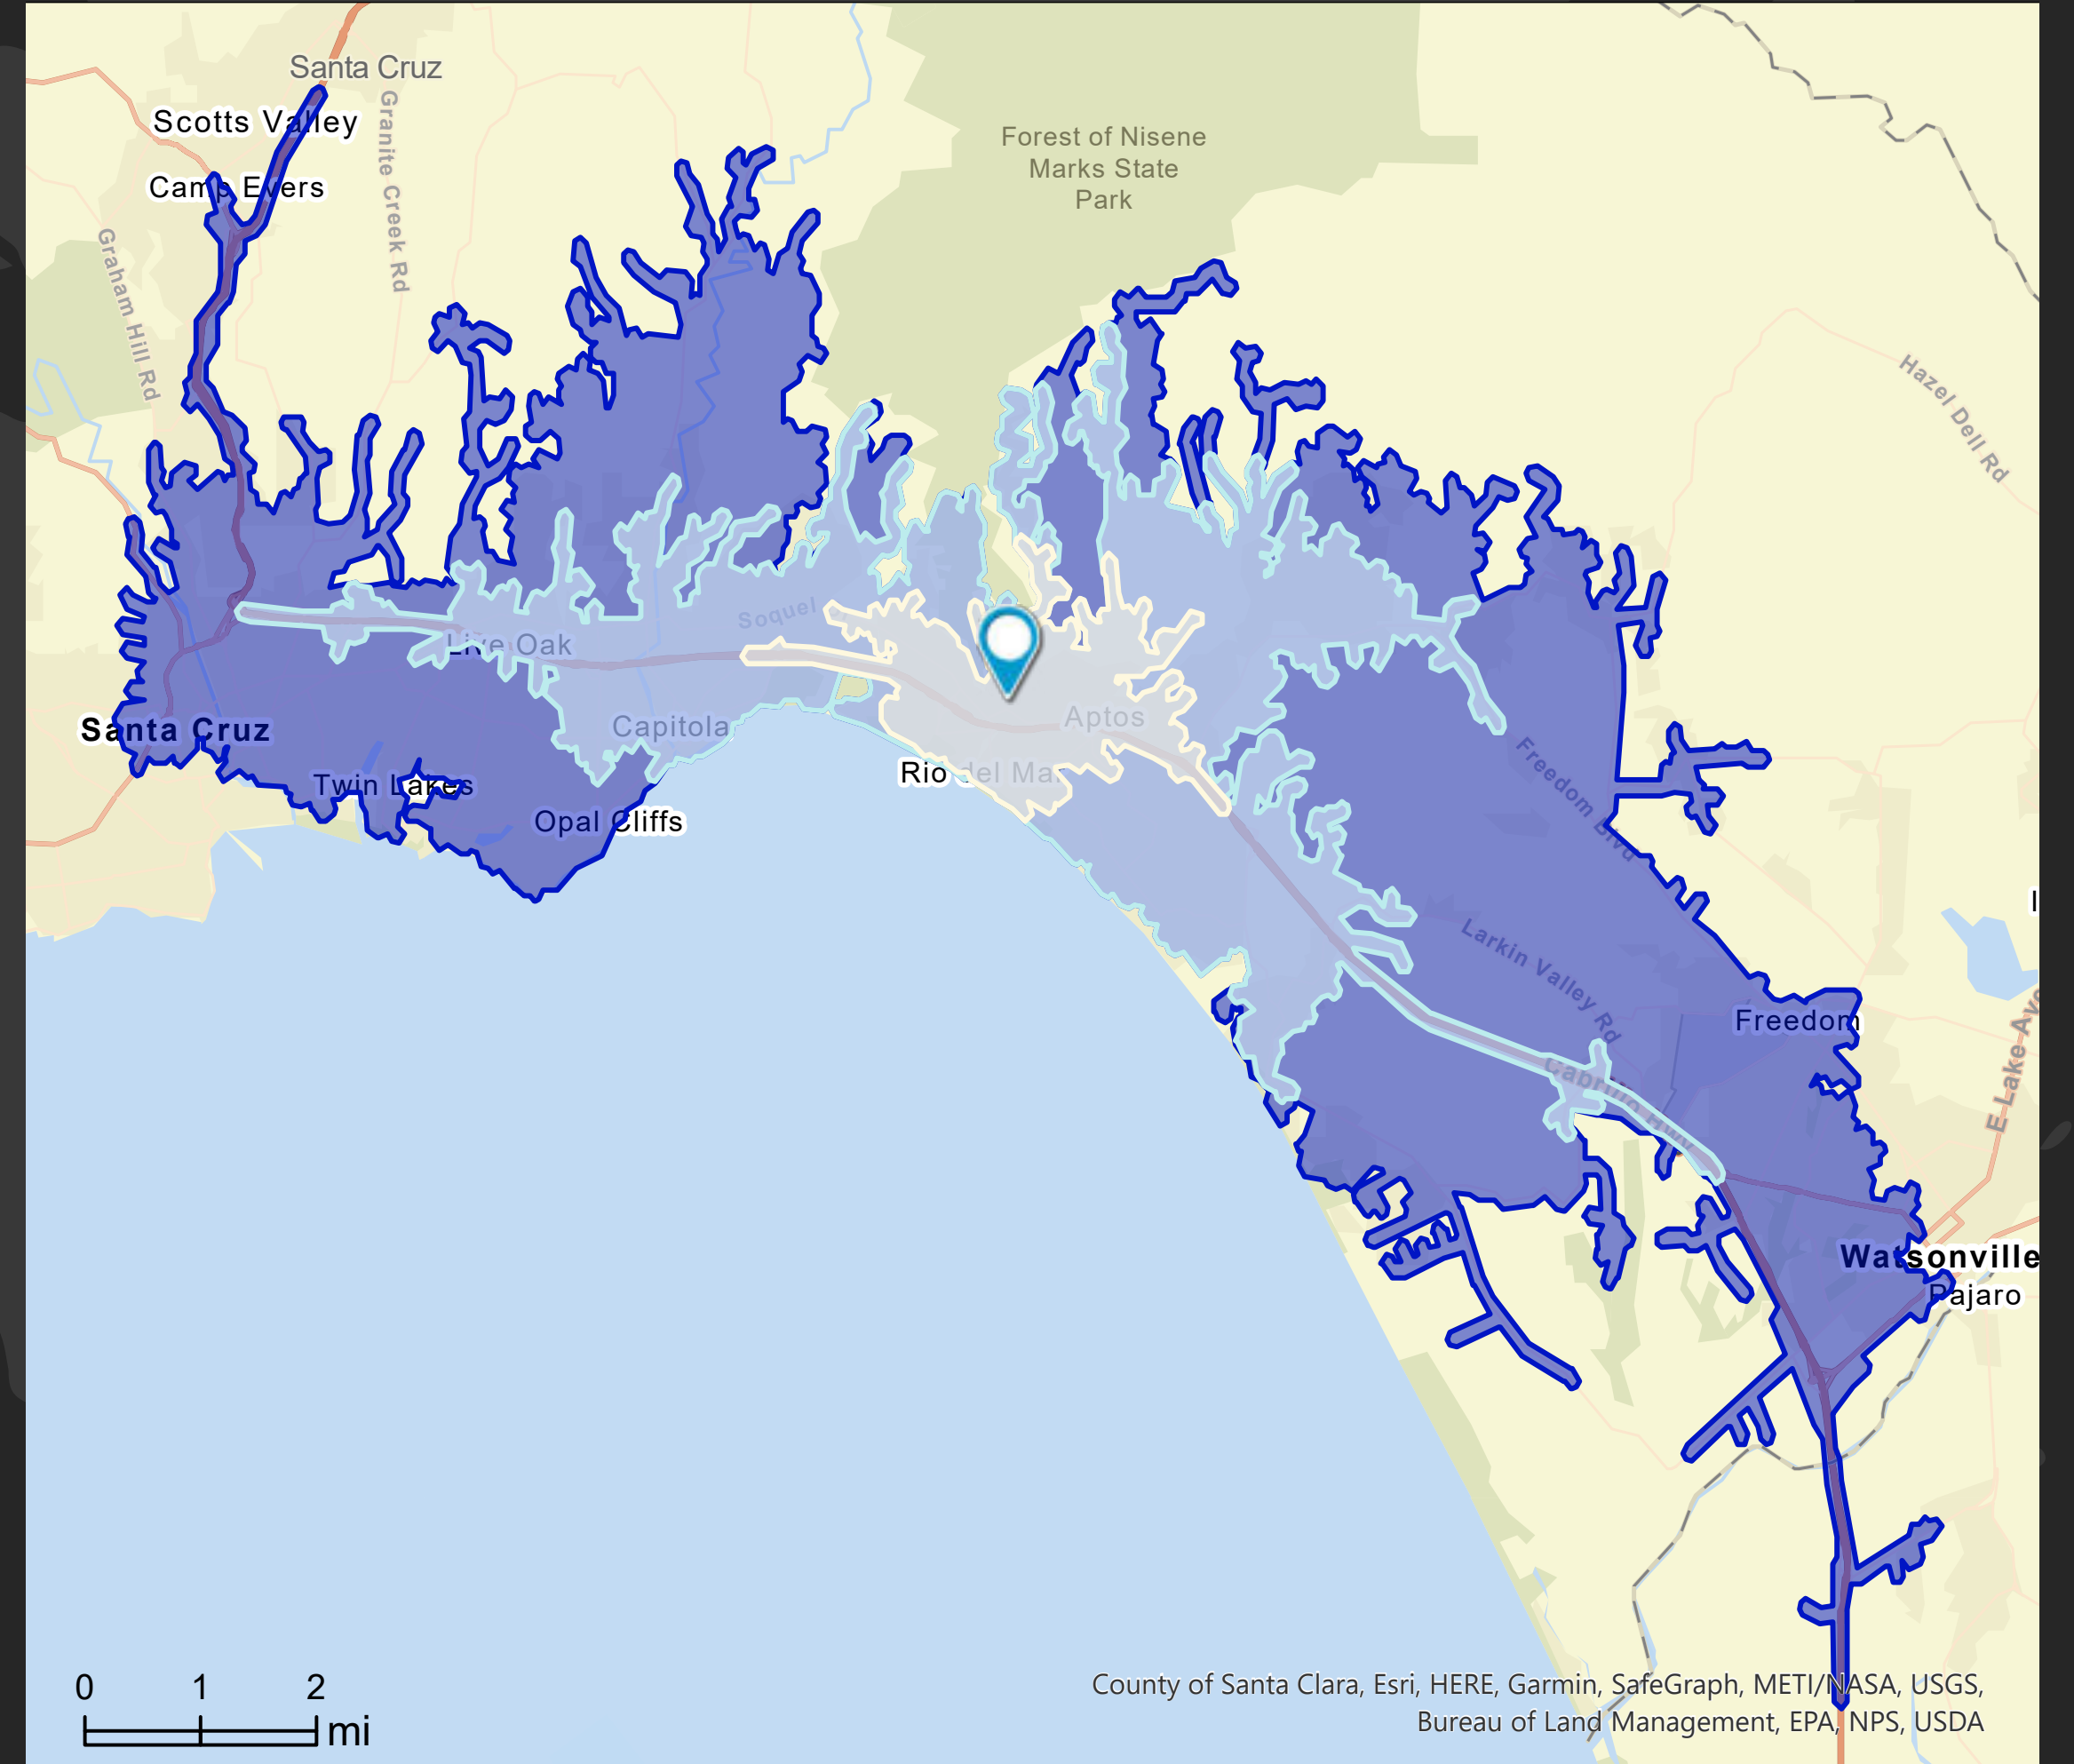 Santa Cruz
Scotts Valley
Camp Evers
Granite Creek Rd
Graham Hill Rd
Forest of Nisene
Marks State
Park
Hazel Dell Rd
Soquel
Live Oak
Capitola
Aptos
Santa Cruz
Twin Lakes
Opal Cliffs
Rio del Mar
Freedom Blvd
Larkin Valley Rd
Freedom
E Lake Ave
Cabrillo Hwy
Watsonville
Pajaro
0 1 2
mi
County of Santa Clara, Esri, HERE, Garmin, SafeGraph, METI/NASA, USGS,
Bureau of Land Management, EPA, NPS, USDA